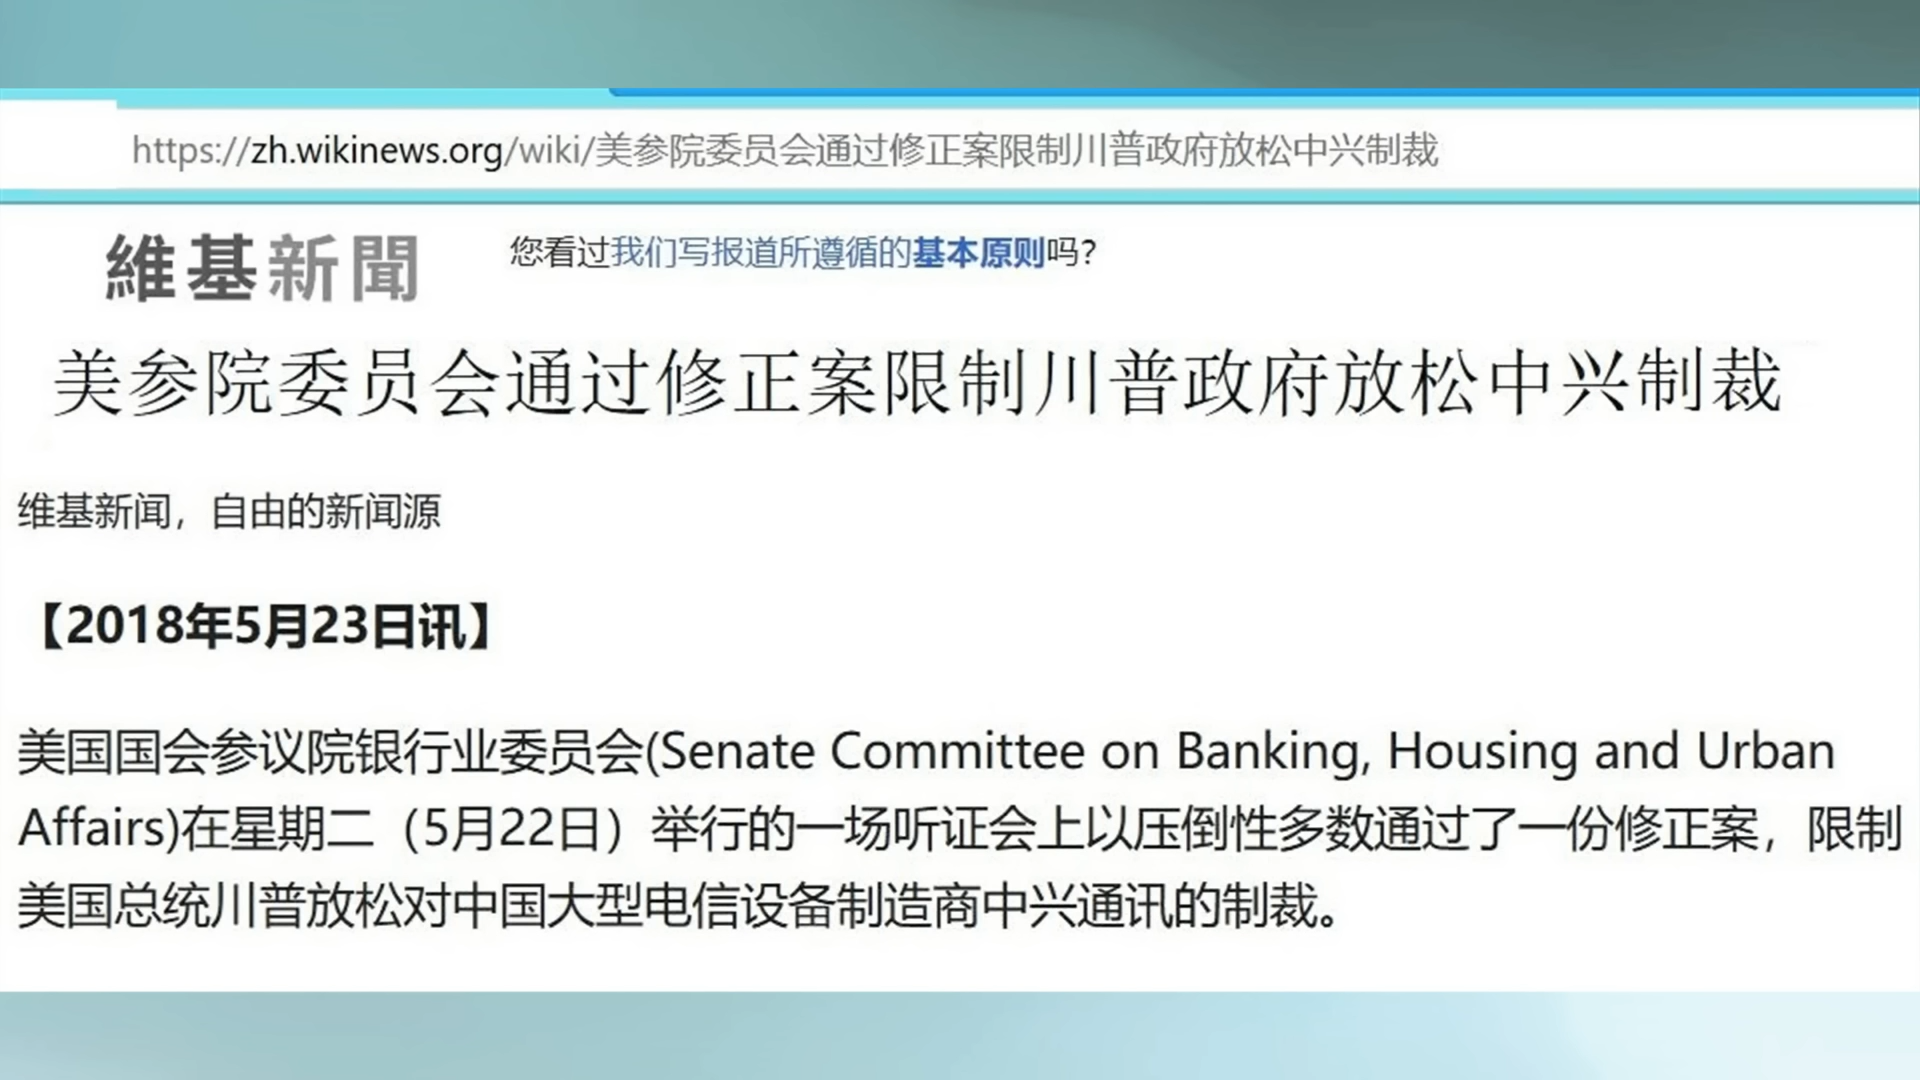 https://zh.wikinews.org/wiki/美参院委员会通过修正案限制川普政府放松中兴制裁
維基新聞
您看过我们写报道所遵循的基本原则吗？
美参院委员会通过修正案限制川普政府放松中兴制裁
维基新闻，自由的新闻源
【2018年5月23日讯】
美国国会参议院银行业委员会(Senate Committee on Banking, Housing and Urban
Affairs)在星期二（5月22日）举行的一场听证会上以压倒性多数通过了一份修正案，限制
美国总统川普放松对中国大型电信设备制造商中兴通讯的制裁。